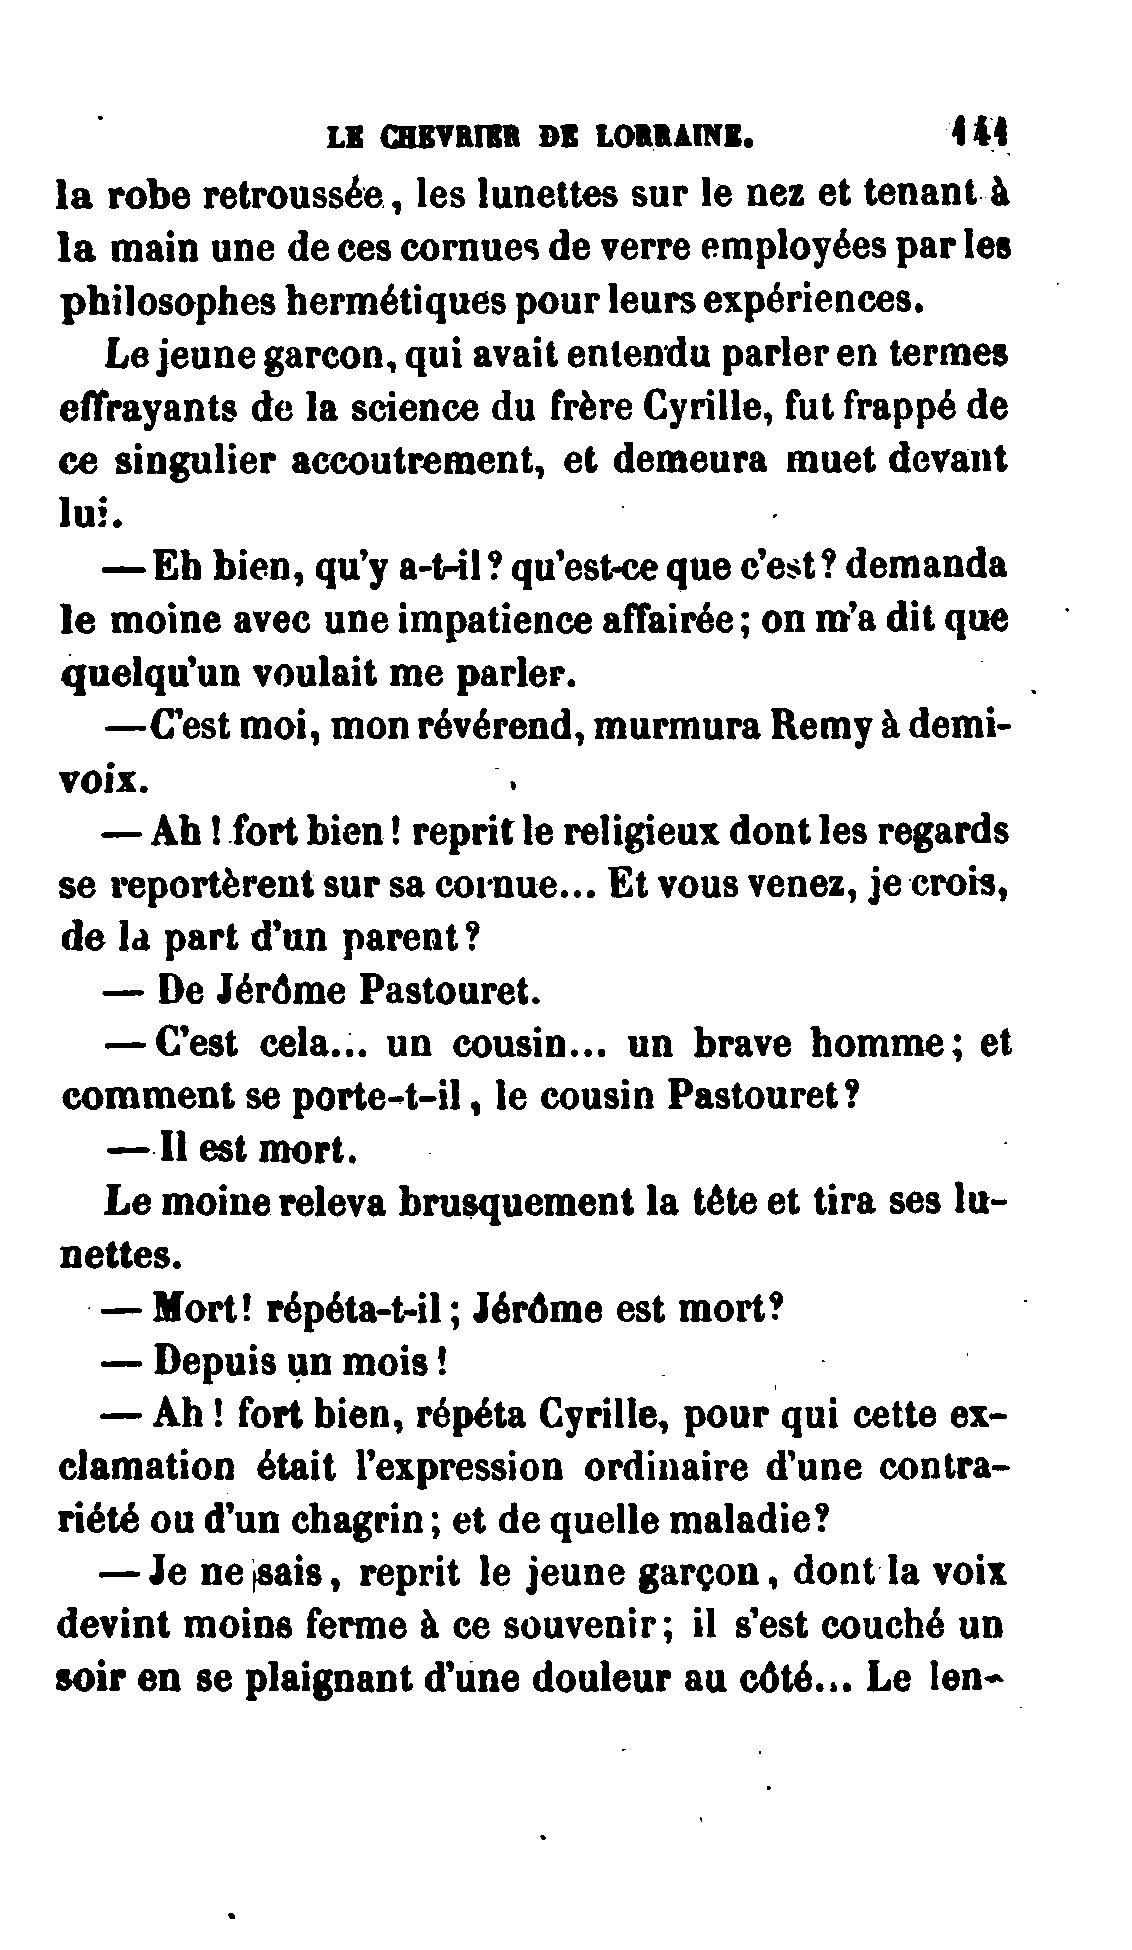 LE CHEVRIER DE LORRAINE. 111
la robe retroussée, les lunettes sur le nez et tenant à
la main une de ces cornues de verre employées par les
philosophes hermétiques pour leurs expériences.
Le jeune garcon, qui avait entendu parler en termes
effrayants de la science du frère Cyrille, fut frappé de
ce singulier accoutrement, et demeura muet devant
lui.
— Eh bien, qu'y a-t-il? qu'est-ce que c'est? demanda
le moine avec une impatience affairée; on m'a dit que
quelqu'un voulait me parler.
— C'est moi, mon révérend, murmura Remy à demi-
voix.
— Ah! fort bien! reprit le religieux dont les regards
se reportèrent sur sa cornue... Et vous venez, je crois,
de la part d'un parent?
— De Jérôme Pastouret.
— C'est cela... un cousin... un brave homme; et
comment se porte-t-il, le cousin Pastouret?
— Il est mort.
Le moine releva brusquement la tête et tira ses lu-
nettes.
— Mort! répéta-t-il; Jérôme est mort?
— Depuis un mois!
— Ah! fort bien, répéta Cyrille, pour qui cette ex-
clamation était l'expression ordinaire d'une contra-
riété ou d'un chagrin; et de quelle maladie?
— Je ne sais, reprit le jeune garçon, dont la voix
devint moins ferme à ce souvenir; il s'est couché un
soir en se plaignant d'une douleur au côté... Le len-